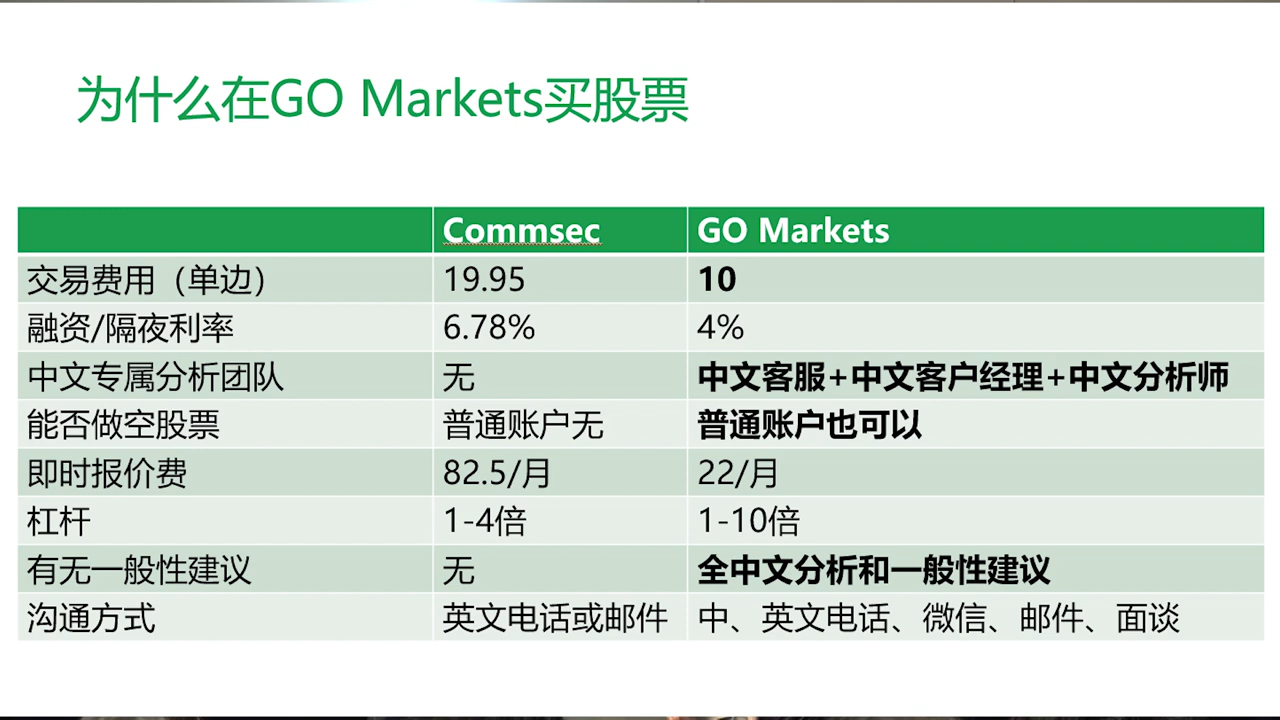 为什么在GO Markets买股票
Commsec GO Markets
交易费用（单边） 19.95 10
融资/隔夜利率 6.78% 4%
中文专属分析团队 无 中文客服+中文客户经理+中文分析师
能否做空股票 普通账户无 普通账户也可以
即时报价费 82.5/月 22/月
杠杆 1-4倍 1-10倍
有无一般性建议 无 全中文分析和一般性建议
沟通方式 英文电话或邮件 中、英文电话、微信、邮件、面谈